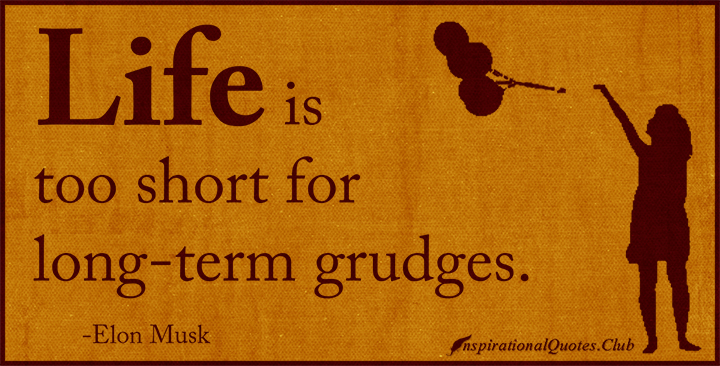 Life is
too short for
long-term grudges.
-Elon Musk
InspirationalQuotes.Club